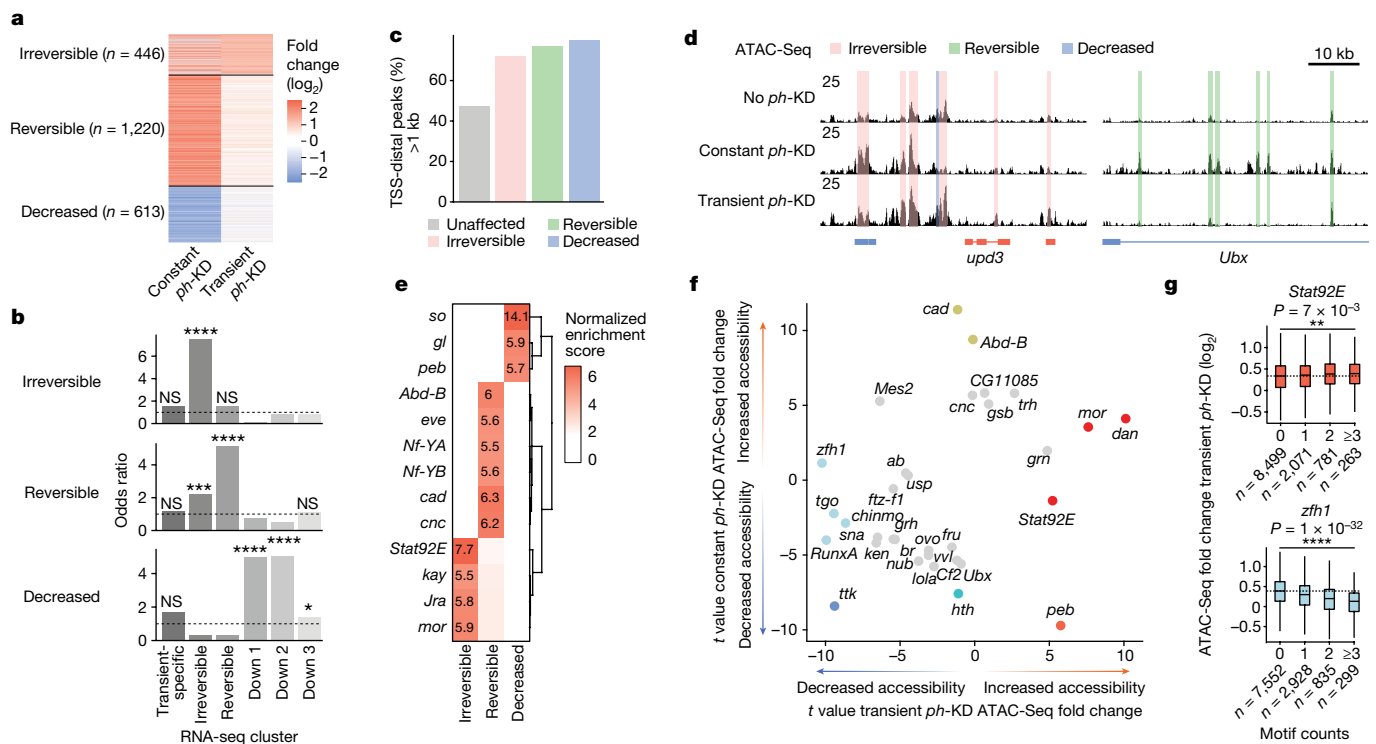 a
Irreversible (n = 446)
Reversible (n = 1,220)
Decreased (n = 613)
Constant
ph-KD
Transient
ph-KD
Fold
change
(log2)
2
1
0
−1
−2
b
Odds ratio
Irreversible
6
4
2
0
NS
****
NS
Reversible
4
2
0
NS
***
****
NS
Decreased
6
4
2
0
NS
****
****
*
Transient-
specific
Irreversible
Reversible
Down 1
Down 2
Down 3
RNA-seq cluster
c
TSS-distal peaks (%)
>1 kb
60
40
20
0
Unaffected
Irreversible
Reversible
Decreased
d
ATAC-Seq
Irreversible
Reversible
Decreased
10 kb
No ph-KD
25
Constant ph-KD
25
Transient ph-KD
25
upd3
Ubx
e
so
gl
peb
Abd-B
eve
Nf-YA
Nf-YB
cad
cnc
Stat92E
kay
Jra
mor
14.1
5.9
5.7
6
5.6
5.5
5.6
6.3
6.2
7.7
5.5
5.8
5.9
Irreversible
Reversible
Decreased
Normalized
enrichment
score
6
4
2
0
f
t value constant ph-KD ATAC-Seq fold change
Decreased accessibility
Increased accessibility
10
5
0
−5
−10
cad
Abd-B
Mes2
CG11085
cnc
gsb
trh
mor
dan
grn
zfh1
ab
usp
tgo
ftz-f1
chinmo
Stat92E
RunxA
sna
ken
grh
br
nub
ovo
fru
vvl
lola
Cf2
Ubx
ttk
hth
peb
−10
−5
0
5
10
Decreased accessibility
Increased accessibility
t value transient ph-KD ATAC-Seq fold change
g
ATAC-Seq fold change transient ph-KD (log2)
Stat92E
P = 7 × 10−3
**
1.0
0.5
0
−0.5
0
1
2
≥3
n = 8,499
n = 2,071
n = 781
n = 263
zfh1
P = 1 × 10−32
****
1.0
0.5
0
−0.5
0
1
2
≥3
n = 7,552
n = 2,928
n = 835
n = 299
Motif counts